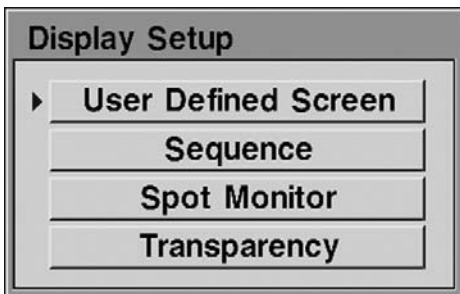 Display Setup
User Defined Screen
Sequence
Spot Monitor
Transparency